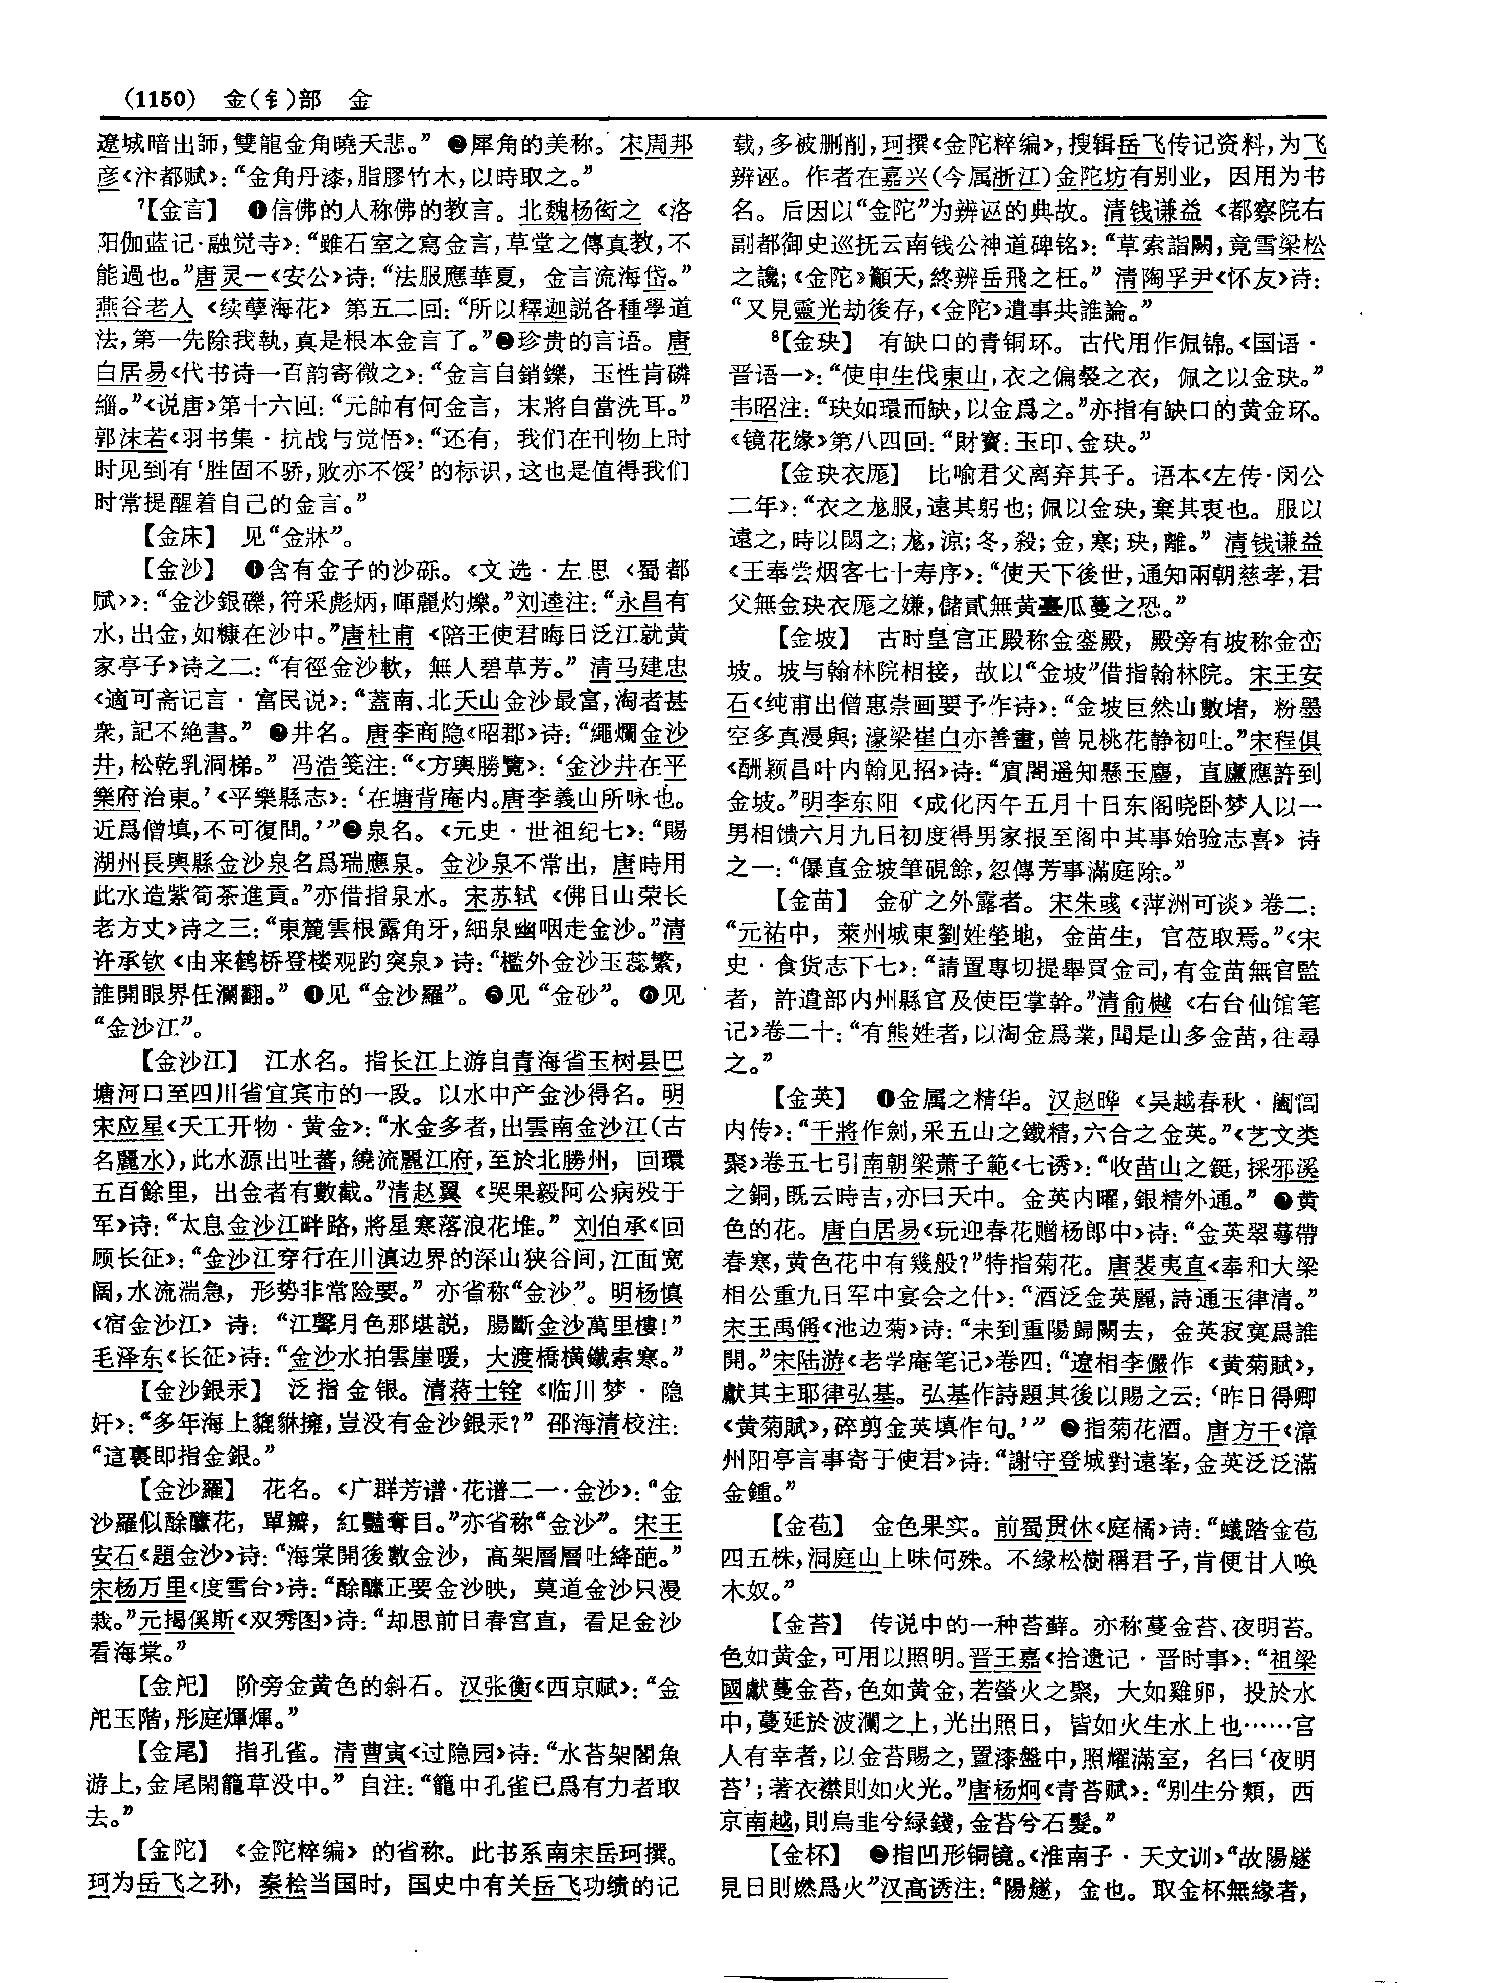 (1150) 金(钅)部 金
遼城暗出師,雙龍金角曉天悲。” ❷犀角的美称。宋周邦
彦《汴都赋》:“金角丹漆,脂膠竹木,以時取之。”
7【金言】 ❶信佛的人称佛的教言。北魏杨衒之《洛
阳伽蓝记·融觉寺》:“雖石室之寫金言,草堂之傳真教,不
能過也。”唐灵一《安公》诗:“法服應華夏,金言流海岱。”
燕谷老人《续孽海花》第五二回:“所以釋迦説各種學道
法,第一先除我執,真是根本金言了。”❷珍贵的言语。唐
白居易《代书诗一百韵寄微之》:“金言自銷鑠,玉性肯磷
緇。”《说唐》第十六回:“元帥有何金言,末將自當洗耳。”
郭沫若《羽书集·抗战与觉悟》:“还有,我们在刊物上时
时见到有‘胜固不骄,败亦不馁’的标识,这也是值得我们
时常提醒着自己的金言。”
【金床】 见“金牀”。
【金沙】 ❶含有金子的沙砾。《文选·左思〈蜀都
赋〉》:“金沙銀礫,符采彪炳,暉麗灼爍。”刘逵注:“永昌有
水,出金,如糠在沙中。”唐杜甫《陪王使君晦日泛江就黄
家亭子》诗之二:“有徑金沙軟,無人碧草芳。”清马建忠
《適可斋记言·富民说》:“蓋南、北天山金沙最富,淘者甚
衆,記不絶書。” ❷井名。唐李商隐《昭郡》诗:“繩爛金沙
井,松乾乳洞梯。”冯浩笺注:“《方輿勝覽》:‘金沙井在平
樂府治東。’《平樂縣志》:‘在塘背庵内。唐李義山所咏也。
近爲僧填,不可復問。’”❸泉名。《元史·世祖纪七》:“賜
湖州長興縣金沙泉名爲瑞應泉。金沙泉不常出,唐時用
此水造紫筍茶進貢。”亦借指泉水。宋苏轼《佛日山荣长
老方丈》诗之三:“東麓雲根露角牙,細泉幽咽走金沙。”清
许承钦《由来鹤桥登楼观趵突泉》诗:“檻外金沙玉蕊繁,
誰開眼界任瀾翻。” ❹见“金沙羅”。❺见“金砂”。❻见
“金沙江”。
【金沙江】 江水名。指长江上游自青海省玉树县巴
塘河口至四川省宜宾市的一段。以水中产金沙得名。明
宋应星《天工开物·黄金》:“水金多者,出雲南金沙江(古
名麗水),此水源出吐蕃,繞流麗江府,至於北勝州,回環
五百餘里,出金者有數截。”清赵翼《哭果毅阿公病殁于
军》诗:“太息金沙江畔路,將星寒落浪花堆。”刘伯承《回
顾长征》:“金沙江穿行在川滇边界的深山狭谷间,江面宽
阔,水流湍急,形势非常险要。”亦省称“金沙”。明杨慎
《宿金沙江》诗:“江聲月色那堪説,腸斷金沙萬里樓!”
毛泽东《长征》诗:“金沙水拍雲崖暖,大渡橋橫鐵索寒。”
【金沙銀汞】 泛指金银。清蒋士铨《临川梦·隐
奸》:“多年海上貔貅擁,豈没有金沙銀汞?”邵海清校注:
“這裏即指金銀。”
【金沙羅】 花名。《广群芳谱·花谱二一·金沙》:“金
沙羅似酴醿花,單瓣,紅豔奪目。”亦省称“金沙”。宋王
安石《題金沙》诗:“海棠開後數金沙,高架層層吐絳葩。”
宋杨万里《度雪台》诗:“酴醿正要金沙映,莫道金沙只漫
栽。”元揭傒斯《双秀图》诗:“却思前日春宫直,看足金沙
看海棠。”
【金戺】 阶旁金黄色的斜石。汉张衡《西京赋》:“金
戺玉階,彤庭煇煇。”
【金尾】 指孔雀。清曹寅《过隐园》诗:“水苔架閣魚
游上,金尾閑籠草没中。”自注:“籠中孔雀已爲有力者取
去。”
【金陀】 《金陀粹编》的省称。此书系南宋岳珂撰。
珂为岳飞之孙,秦桧当国时,国史中有关岳飞功绩的记
载,多被删削,珂撰《金陀粹编》,搜辑岳飞传记资料,为飞
辨诬。作者在嘉兴(今属浙江)金陀坊有别业,因用为书
名。后因以“金陀”为辨诬的典故。清钱谦益《都察院右
副都御史巡抚云南钱公神道碑铭》:“草索詣闕,竟雪梁松
之讒;《金陀》籲天,終辨岳飛之枉。”清陶孚尹《怀友》诗:
“又見靈光劫後存,《金陀》遺事共誰論。”
8【金玦】 有缺口的青铜环。古代用作佩锦。《国语·
晋语一》:“使申生伐東山,衣之偏裻之衣,佩之以金玦。”
韦昭注:“玦如環而缺,以金爲之。”亦指有缺口的黄金环。
《镜花缘》第八四回:“財寶:玉印、金玦。”
【金玦衣厖】 比喻君父离弃其子。语本《左传·闵公
二年》:“衣之尨服,遠其躬也;佩以金玦,棄其衷也。服以
遠之,時以閟之;尨,涼;冬,殺;金,寒;玦,離。”清钱谦益
《王奉尝烟客七十寿序》:“使天下後世,通知兩朝慈孝,君
父無金玦衣厖之嫌,儲貳無黄臺瓜蔓之恐。”
【金坡】 古时皇宫正殿称金銮殿,殿旁有坡称金峦
坡。坡与翰林院相接,故以“金坡”借指翰林院。宋王安
石《纯甫出僧惠崇画要予作诗》:“金坡巨然山數堵,粉墨
空多真漫與;濠梁崔白亦善畫,曾見桃花静初吐。”宋程俱
《酬颍昌叶内翰见招》诗:“賓閣遥知懸玉麈,直廬應許到
金坡。”明李东阳《成化丙午五月十日东阁晓卧梦人以一
男相馈六月九日初度得男家报至阁中其事始验志喜》诗
之一:“儤直金坡筆硯餘,忽傳芳事滿庭除。”
【金苗】 金矿之外露者。宋朱彧《萍洲可谈》卷二:
“元祐中,萊州城東劉姓塋地,金苗生,官莅取焉。”《宋
史·食货志下七》:“請置專切提舉買金司,有金苗無官監
者,許遣部内州縣官及使臣掌幹。”清俞樾《右台仙馆笔
记》卷二十:“有熊姓者,以淘金爲業,聞是山多金苗,往尋
之。”
【金英】 ❶金属之精华。汉赵晔《吴越春秋·阖闾
内传》:“干將作劍,采五山之鐵精,六合之金英。”《艺文类
聚》卷五七引南朝梁萧子範《七诱》:“收苗山之鋌,採邪溪
之銅,既云時吉,亦曰天中。金英内曜,銀精外通。” ❷黄
色的花。唐白居易《玩迎春花赠杨郎中》诗:“金英翠萼帶
春寒,黄色花中有幾般?”特指菊花。唐裴夷直《奉和大梁
相公重九日军中宴会之什》:“酒泛金英麗,詩通玉律清。”
宋王禹偁《池边菊》诗:“未到重陽歸闕去,金英寂寞爲誰
開。”宋陆游《老学庵笔记》卷四:“遼相李儼作《黄菊賦》,
獻其主耶律弘基。弘基作詩題其後以賜之云:‘昨日得卿
《黄菊賦》,碎剪金英填作句。’” ❸指菊花酒。唐方干《漳
州阳亭言事寄于使君》诗:“謝守登城對遠峯,金英泛泛滿
金鍾。”
【金苞】 金色果实。前蜀贯休《庭橘》诗:“蟻踏金苞
四五株,洞庭山上味何殊。不緣松樹稱君子,肯便甘人唤
木奴。”
【金苔】 传说中的一种苔藓。亦称蔓金苔、夜明苔。
色如黄金,可用以照明。晋王嘉《拾遗记·晋时事》:“祖梁
國獻蔓金苔,色如黄金,若螢火之聚,大如雞卵,投於水
中,蔓延於波瀾之上,光出照日,皆如火生水上也……宫
人有幸者,以金苔賜之,置漆盤中,照耀滿室,名曰‘夜明
苔’;著衣襟則如火光。”唐杨炯《青苔赋》:“别生分類,西
京南越,則烏韭兮緑錢,金苔兮石髮。”
【金杯】 ❶指凹形铜镜。《淮南子·天文训》“故陽燧
見日則燃爲火”汉高诱注:“陽燧,金也。取金杯無緣者,